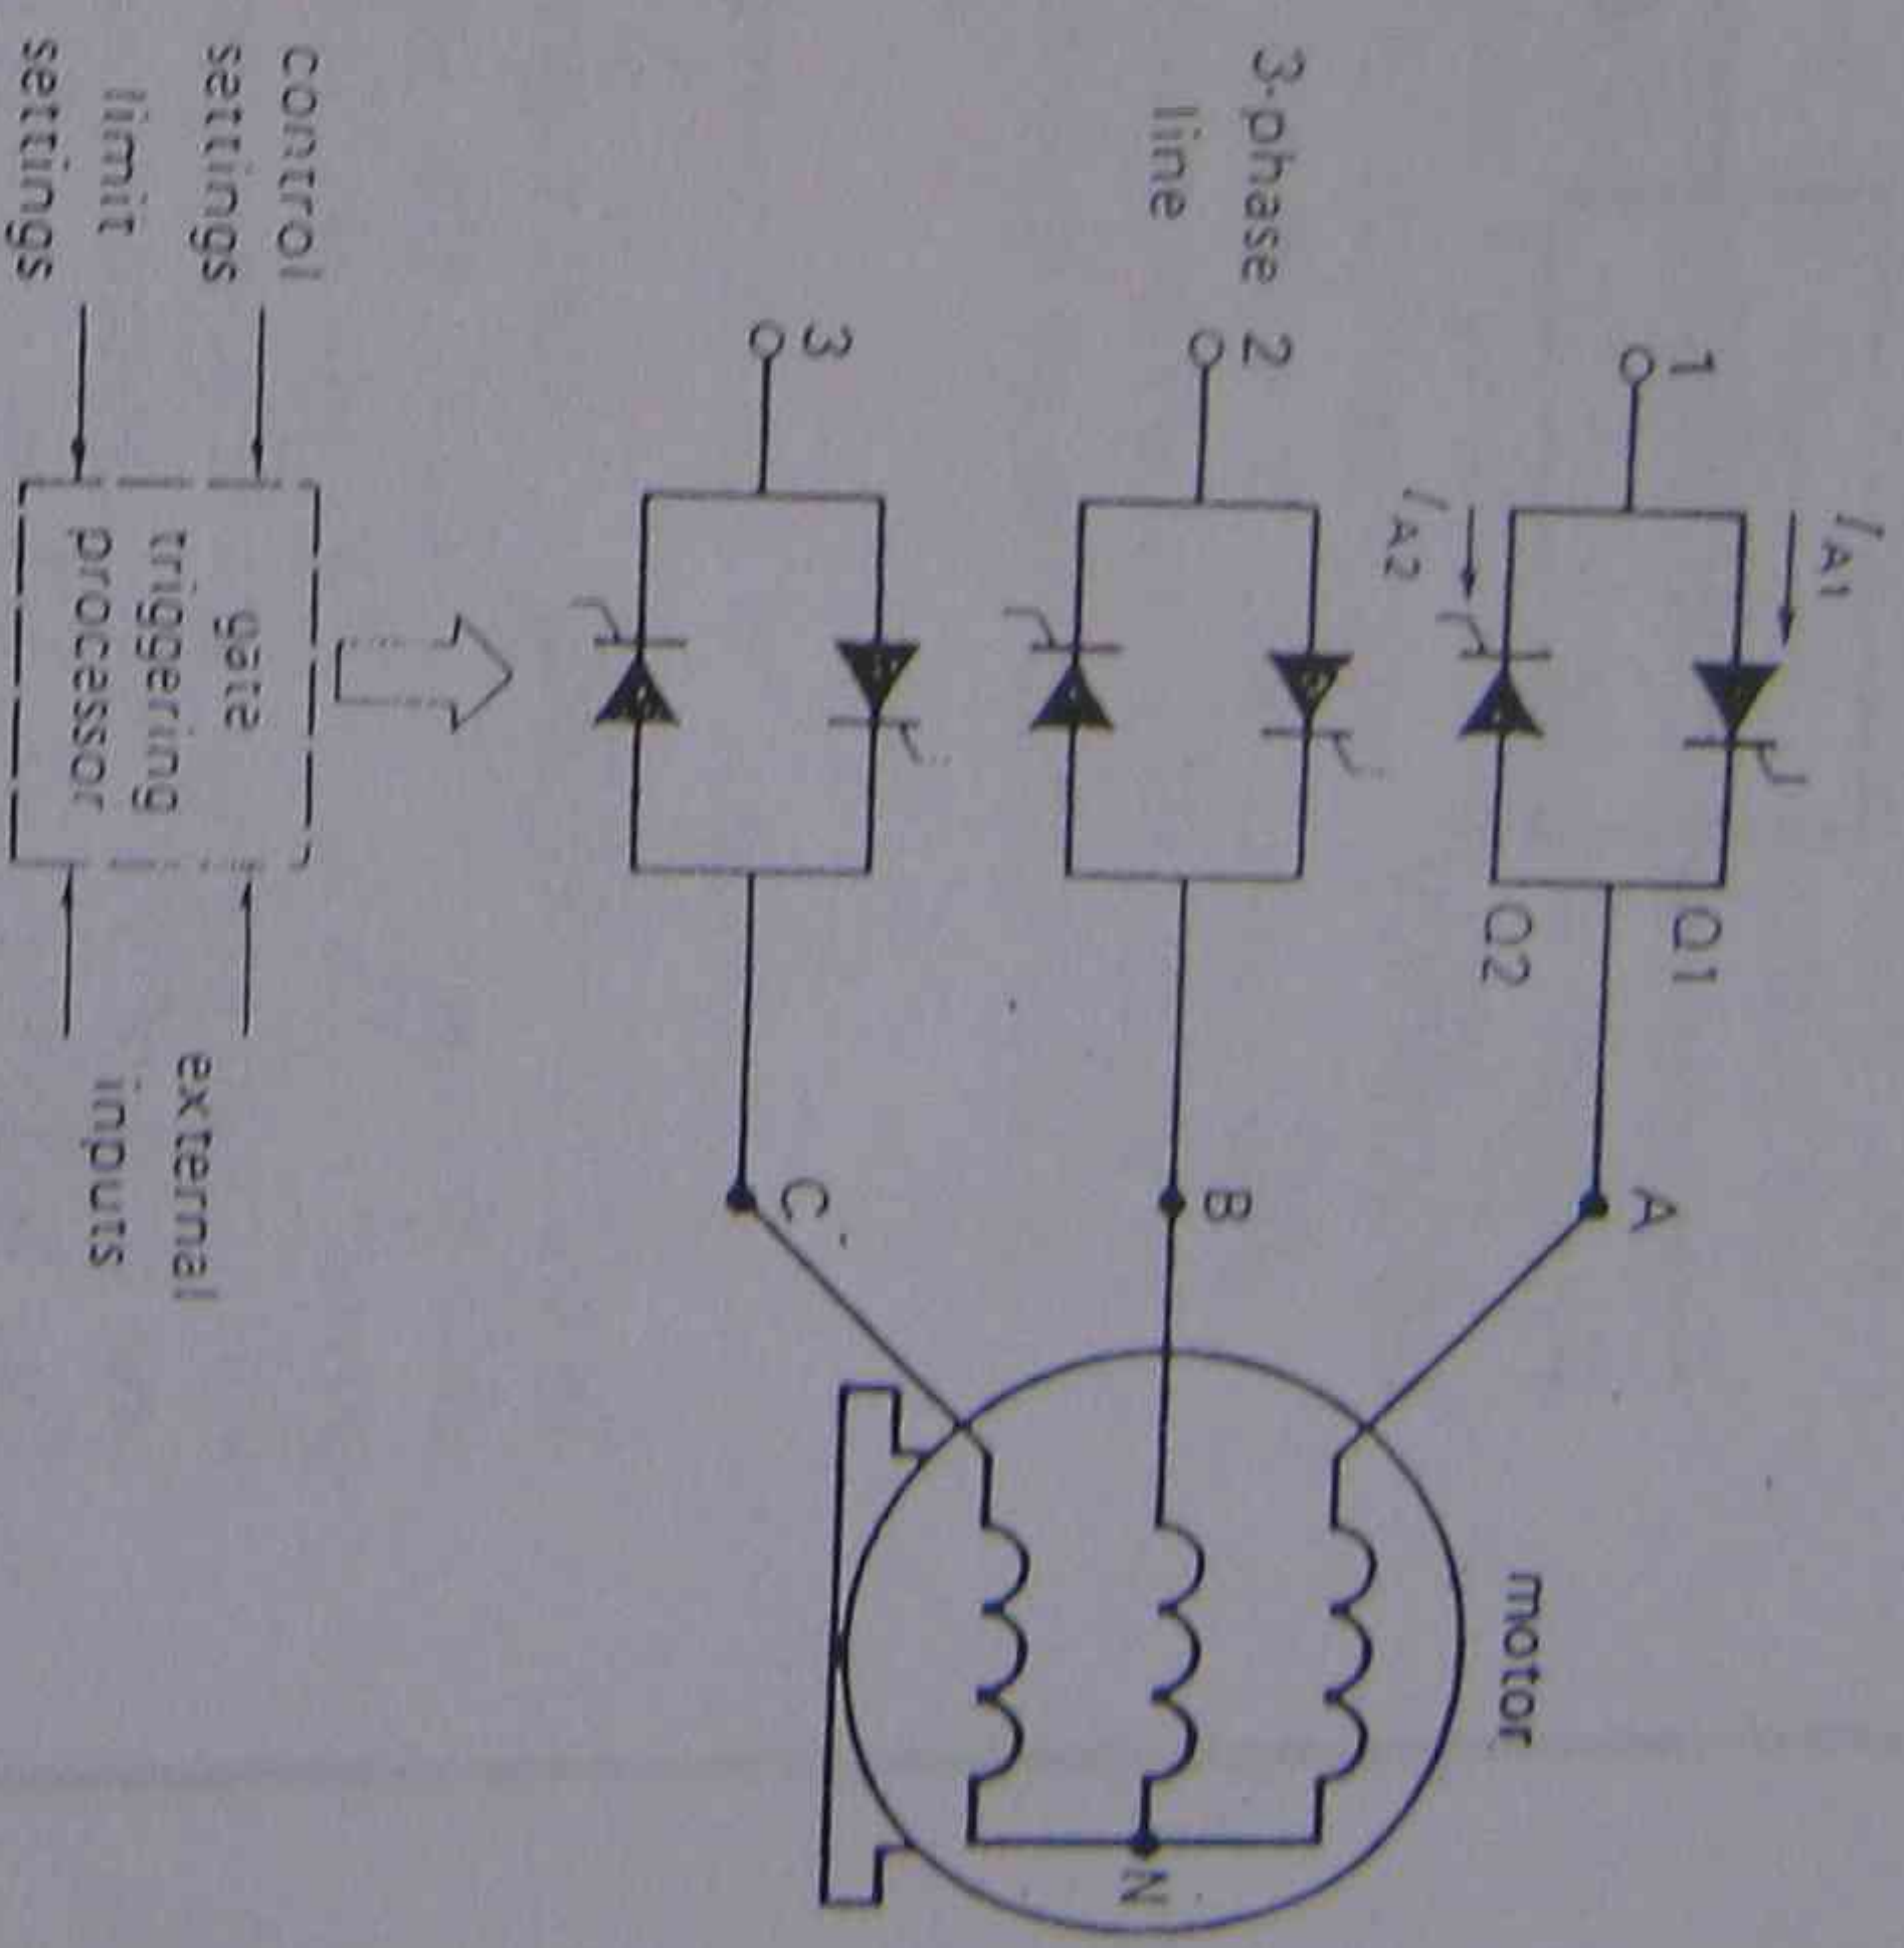 I A1
1
I A2
Q1
Q2
A
motor
3-phase 2
line
B
N
3
C
control
settings
limit
settings
gate
triggering
processor
external
inputs